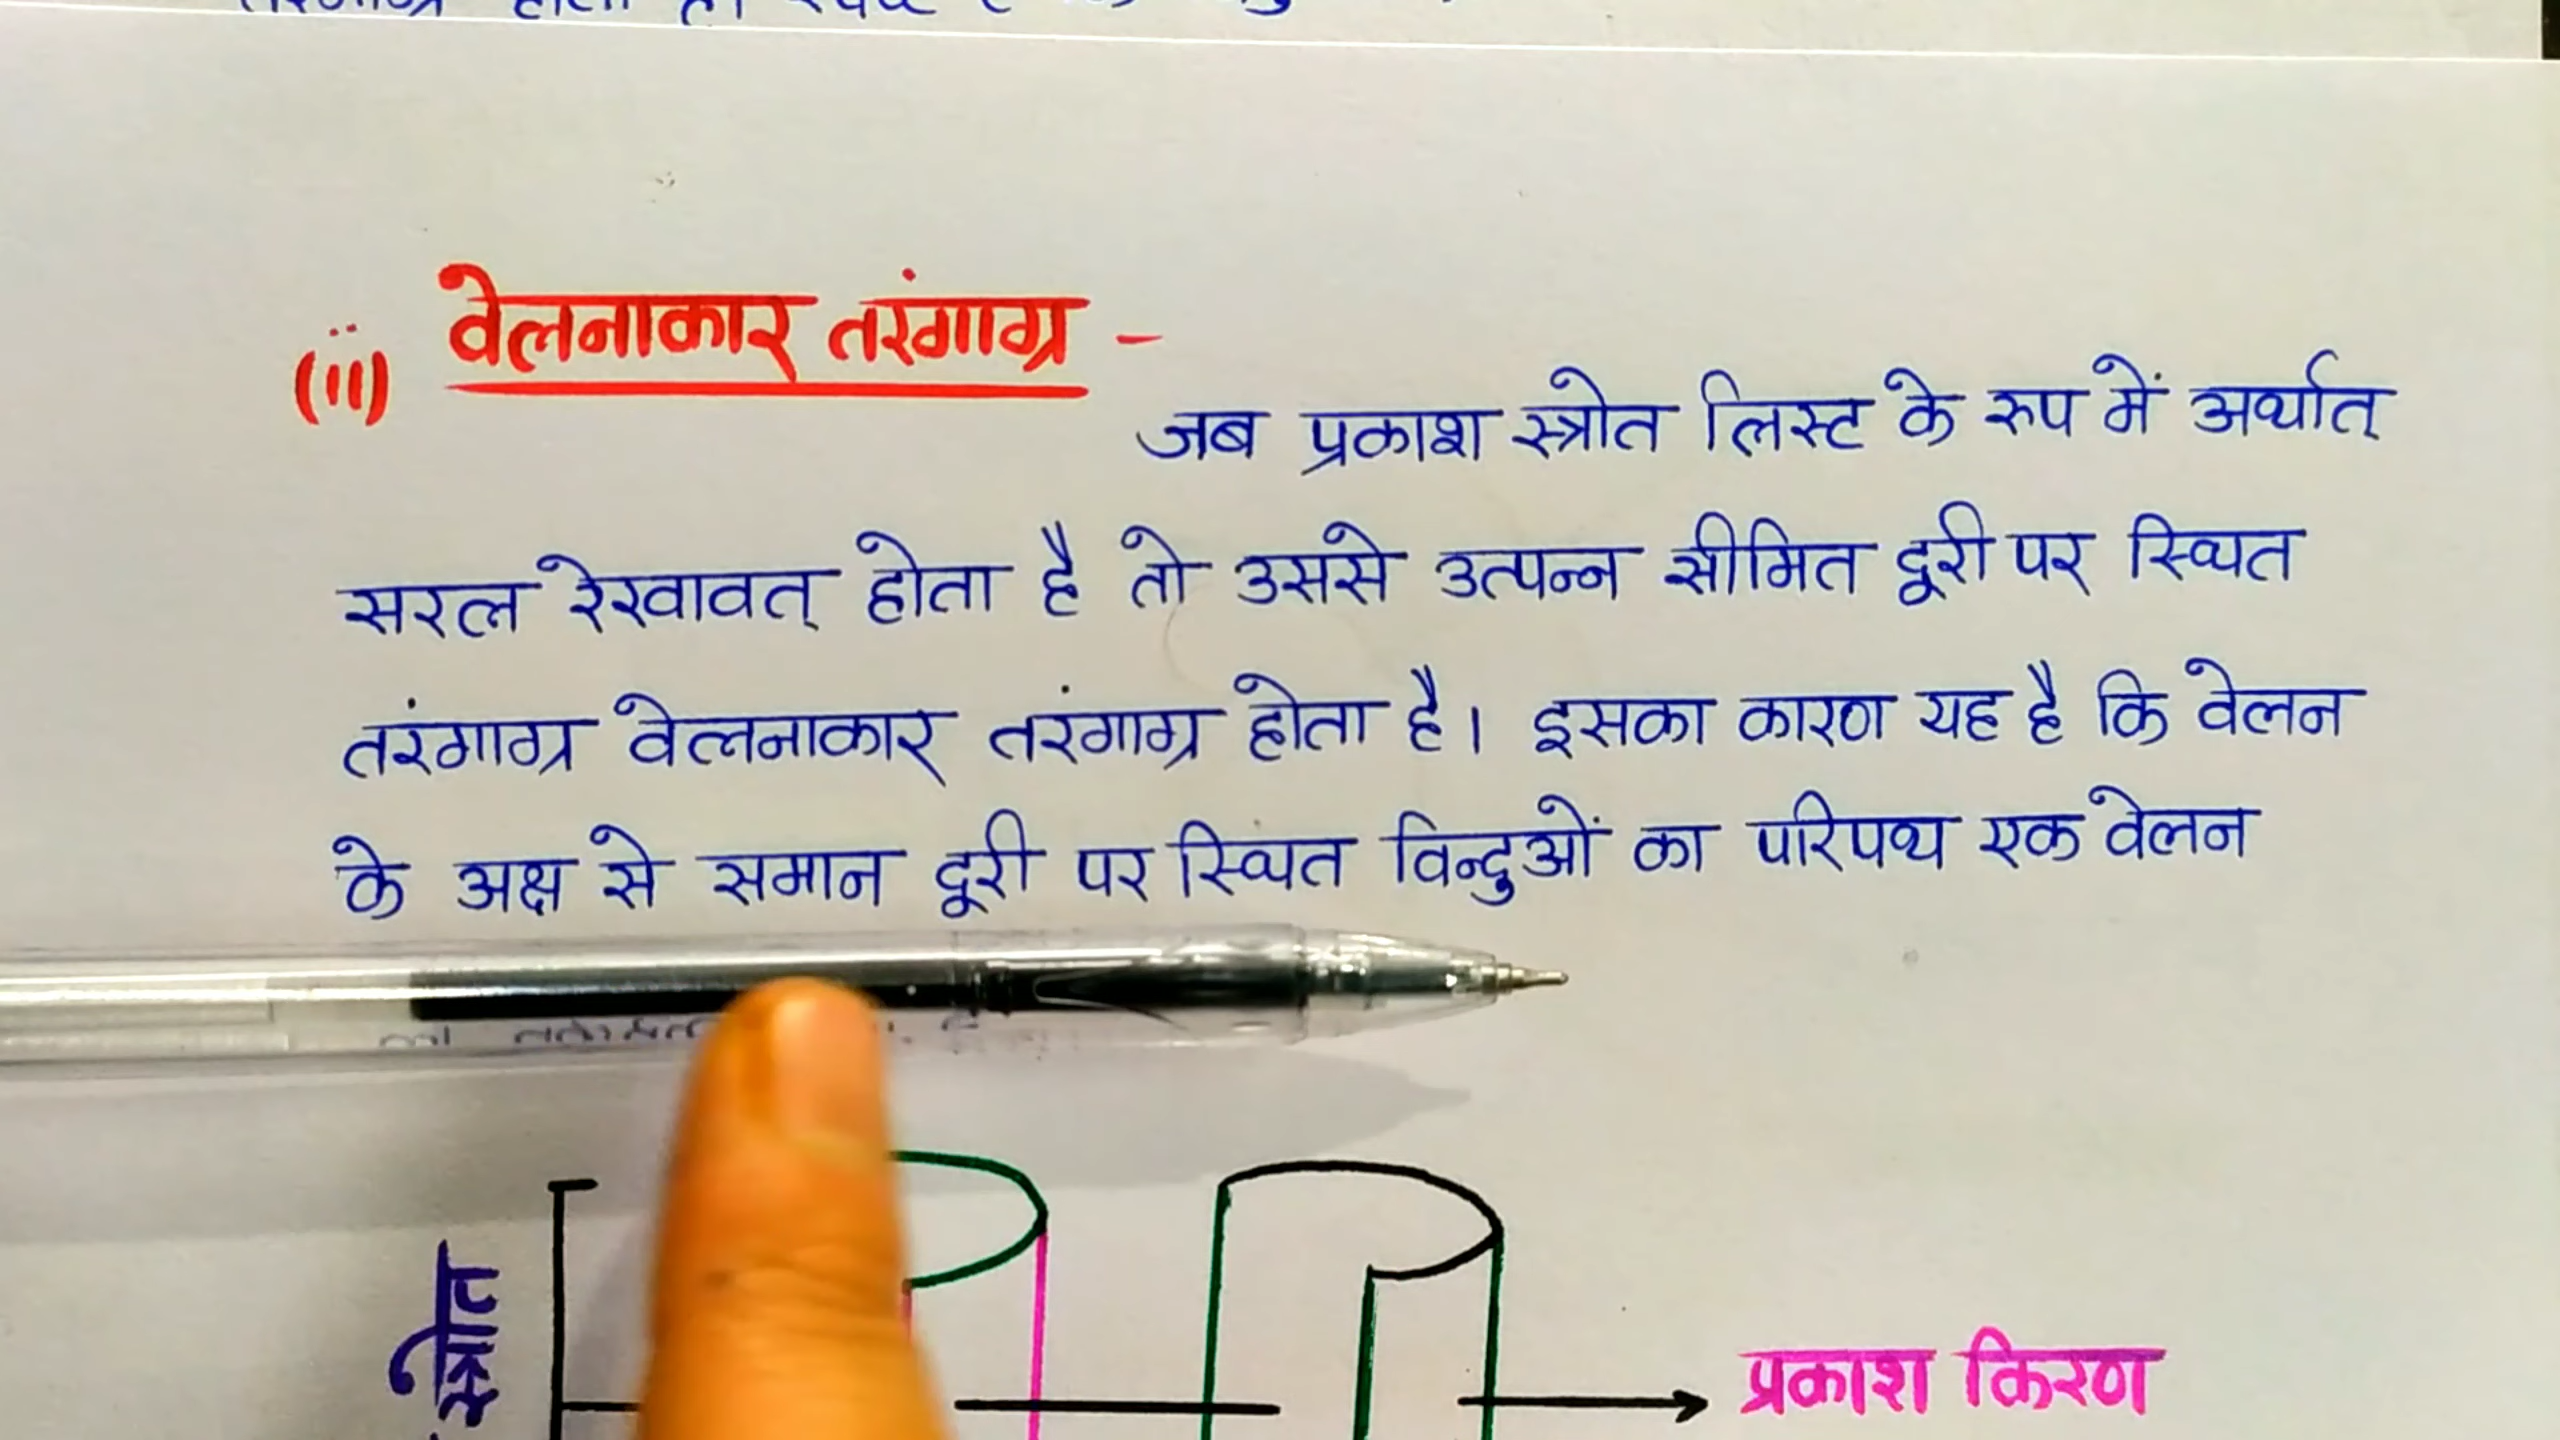 (ii) वेलनाकार तरंगाग्र -
जब प्रकाश स्त्रोत लिस्ट के रुप में अर्थात्
सरल रेखावत् होता है तो उससे उत्पन्न सीमित दूरी पर स्थित
तरंगाग्र वेलनाकार तरंगाग्र होता है। इसका कारण यह है कि वेलन
के अक्ष से समान दूरी पर स्थित विन्दुओं का परिपथ एक वेलन
स्त्रोत
प्रकाश किरण